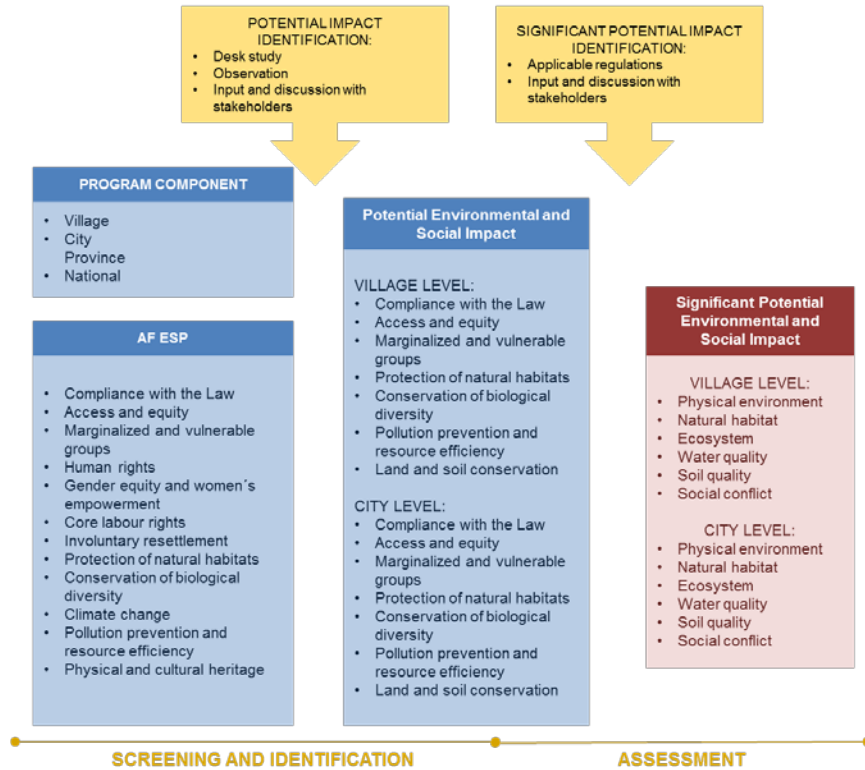 POTENTIAL IMPACT
IDENTIFICATION:
• Desk study
• Observation
• Input and discussion with
stakeholders
SIGNIFICANT POTENTIAL IMPACT
IDENTIFICATION:
• Applicable regulations
• Input and discussion with
stakeholders
PROGRAM COMPONENT
• Village
• City
Province
• National
AF ESP
• Compliance with the Law
• Access and equity
• Marginalized and vulnerable
groups
• Human rights
• Gender equity and women´s
empowerment
• Core labour rights
• Involuntary resettlement
• Protection of natural habitats
• Conservation of biological
diversity
• Climate change
• Pollution prevention and
resource efficiency
• Physical and cultural heritage
Potential Environmental and
Social Impact
VILLAGE LEVEL:
• Compliance with the Law
• Access and equity
• Marginalized and vulnerable
groups
• Protection of natural habitats
• Conservation of biological
diversity
• Pollution prevention and
resource efficiency
• Land and soil conservation
CITY LEVEL:
• Compliance with the Law
• Access and equity
• Marginalized and vulnerable
groups
• Protection of natural habitats
• Conservation of biological
diversity
• Pollution prevention and
resource efficiency
• Land and soil conservation
Significant Potential
Environmental and
Social Impact
VILLAGE LEVEL:
• Physical environment
• Natural habitat
• Ecosystem
• Water quality
• Soil quality
• Social conflict
CITY LEVEL:
• Physical environment
• Natural habitat
• Ecosystem
• Water quality
• Soil quality
• Social conflict
SCREENING AND IDENTIFICATION
ASSESSMENT